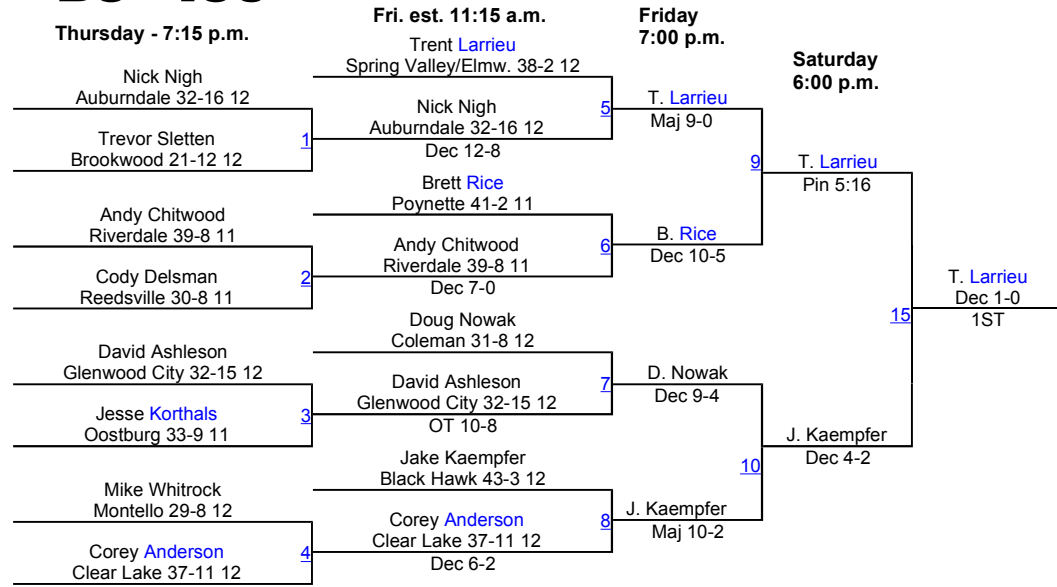 Thursday - 7:15 p.m.
Nick Nigh
Auburndale 32-16 12
Trevor Sletten
Brookwood 21-12 12
1
Andy Chitwood
Riverdale 39-8 11
Cody Delsman
Reedsville 30-8 11
2
David Ashleson
Glenwood City 32-15 12
Jesse Korthals
Oostburg 33-9 11
3
Mike Whitrock
Montello 29-8 12
Corey Anderson
Clear Lake 37-11 12
4
Fri. est. 11:15 a.m.
Trent Larrieu
Spring Valley/Elmw. 38-2 12
Nick Nigh
Auburndale 32-16 12
Dec 12-8
5
Brett Rice
Poynette 41-2 11
Andy Chitwood
Riverdale 39-8 11
Dec 7-0
6
Doug Nowak
Coleman 31-8 12
David Ashleson
Glenwood City 32-15 12
OT 10-8
7
Jake Kaempfer
Black Hawk 43-3 12
Corey Anderson
Clear Lake 37-11 12
Dec 6-2
8
Friday
7:00 p.m.
T. Larrieu
Maj 9-0
9
B. Rice
Dec 10-5
D. Nowak
Dec 9-4
10
J. Kaempfer
Maj 10-2
Saturday
6:00 p.m.
T. Larrieu
Pin 5:16
15
J. Kaempfer
Dec 4-2
T. Larrieu
Dec 1-0
1ST